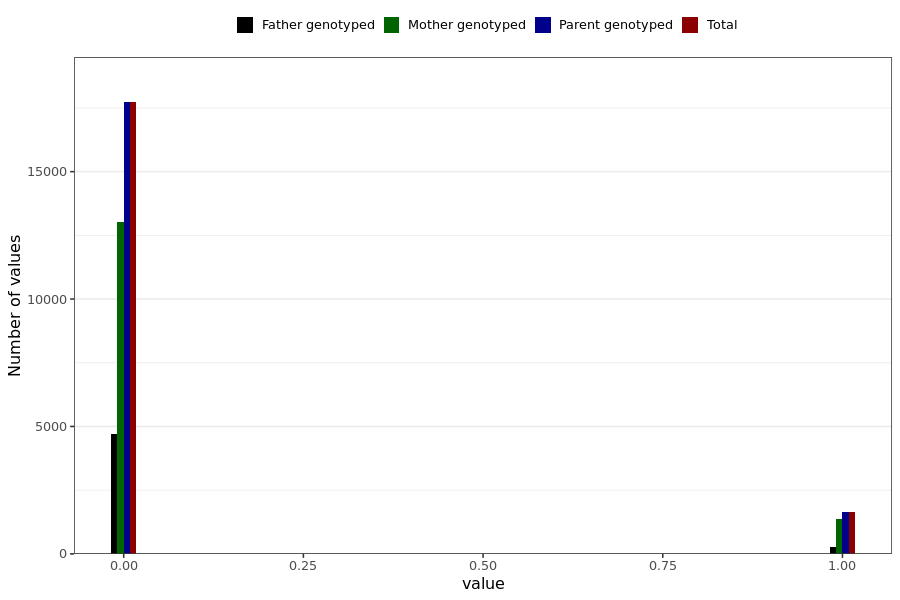 Father genotyped Mother genotyped Parent genotyped Total
Number of values
15000
10000
5000
0
0.00 0.25 0.50 0.75 1.00
value